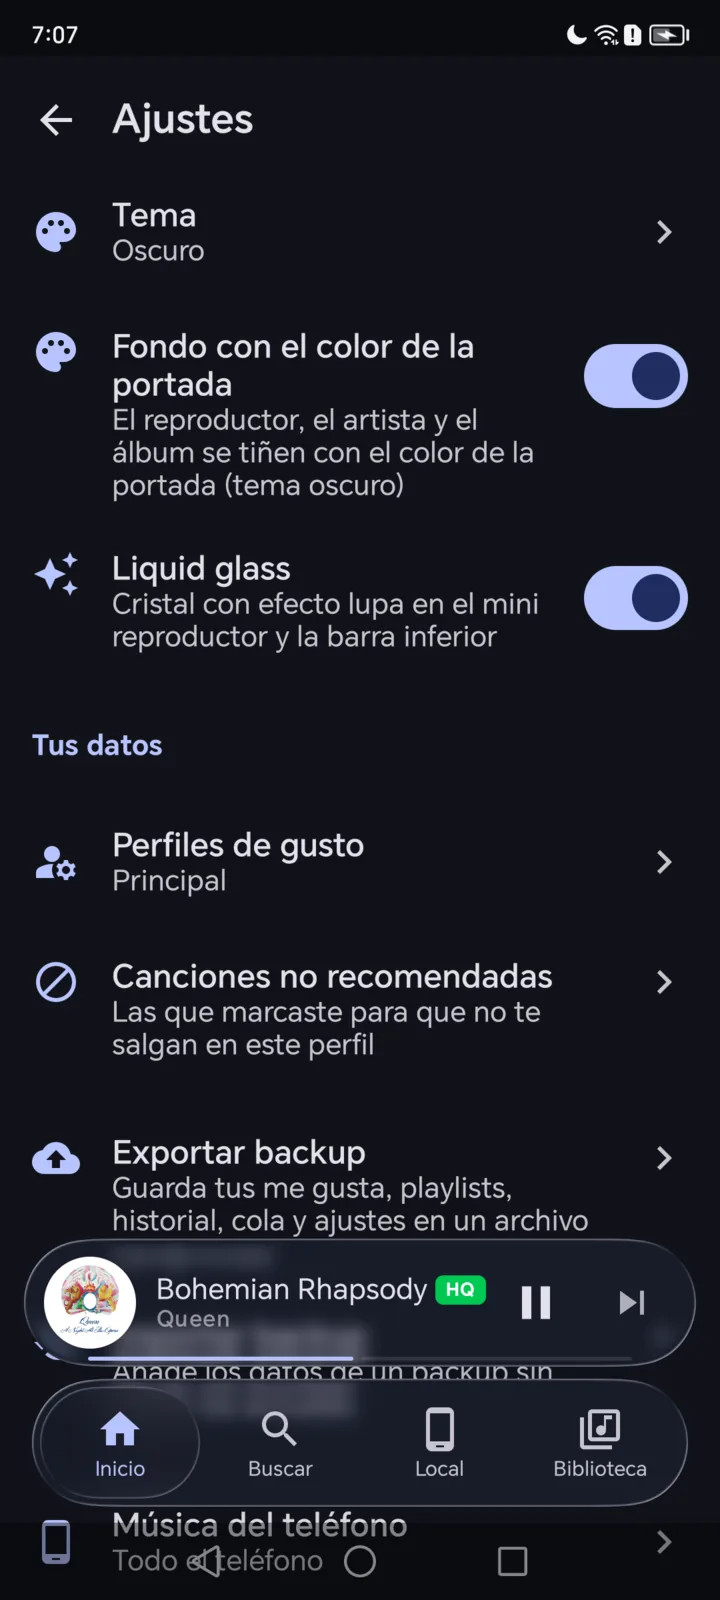 7:07
Ajustes
Tema
Oscuro
Fondo con el color de la
portada
El reproductor, el artista y el
álbum se tiñen con el color de la
portada (tema oscuro)
Liquid glass
Cristal con efecto lupa en el mini
reproductor y la barra inferior
Tus datos
Perfiles de gusto
Principal
Canciones no recomendadas
Las que marcaste para que no te
salgan en este perfil
Exportar backup
Guarda tus me gusta, playlists,
historial, cola y ajustes en un archivo
Bohemian Rhapsody HQ
Queen
Añade los datos de un backup sin
Inicio
Buscar
Local
Biblioteca
Música del teléfono
Todo el teléfono